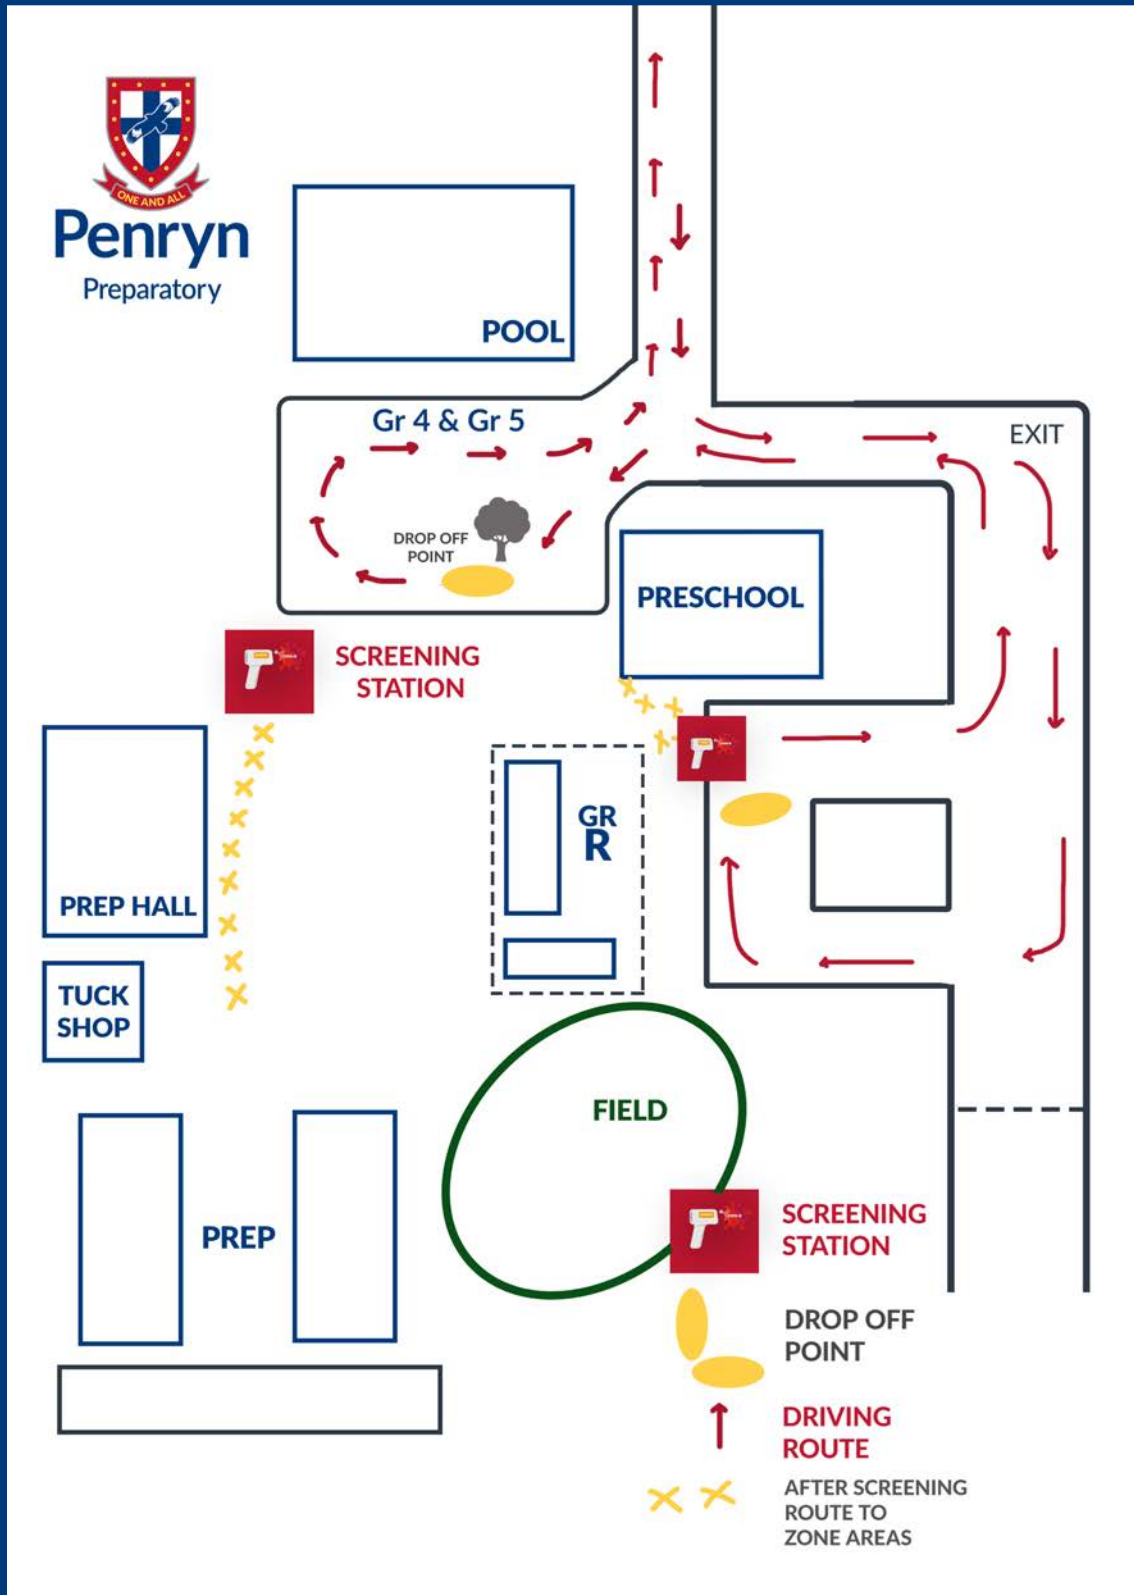 ONE AND ALL
Penryn
Preparatory
POOL
Gr 4 & Gr 5
EXIT
DROP OFF
POINT
PRESCHOOL
SCREENING
STATION
GR
R
PREP HALL
TUCK
SHOP
FIELD
PREP
SCREENING
STATION
DROP OFF
POINT
DRIVING
ROUTE
AFTER SCREENING
ROUTE TO
ZONE AREAS